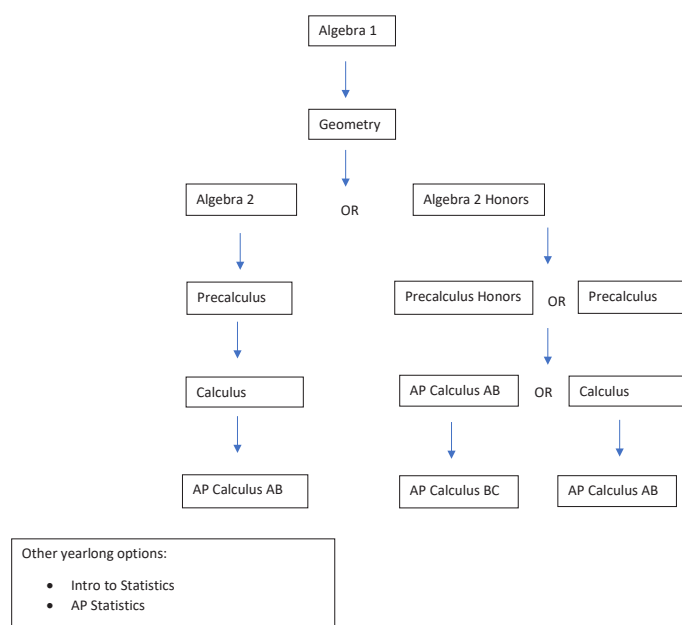 Algebra 1
Geometry
Algebra 2
OR
Algebra 2 Honors
Precalculus
Precalculus Honors
OR
Precalculus
Calculus
AP Calculus AB
OR
Calculus
AP Calculus AB
AP Calculus BC
AP Calculus AB
Other yearlong options:
• Intro to Statistics
• AP Statistics